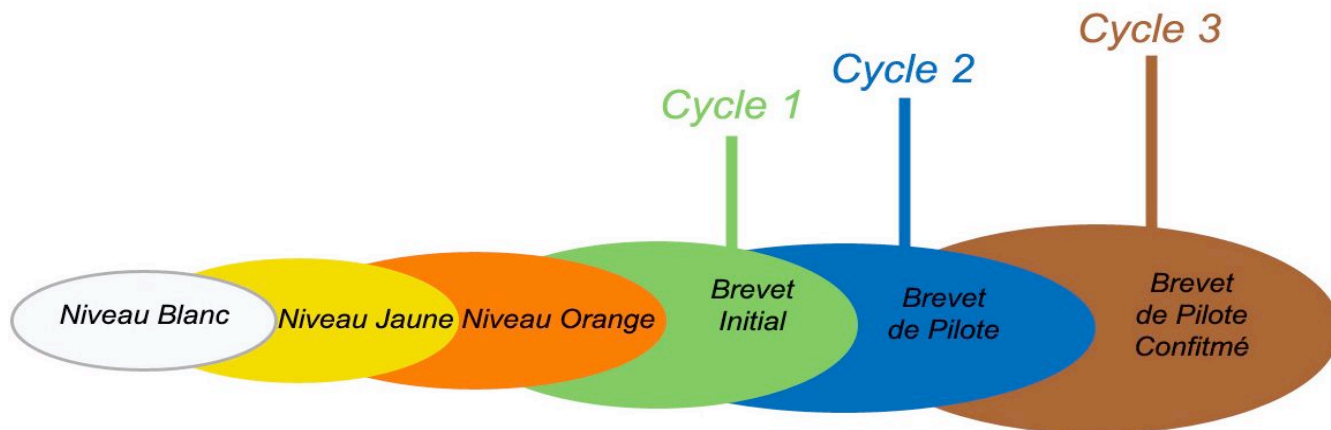 Cycle 3
Cycle 2
Cycle 1
Niveau Blanc
Niveau Jaune
Niveau Orange
Brevet
Initial
Brevet
de Pilote
Brevet
de Pilote
Confitmé